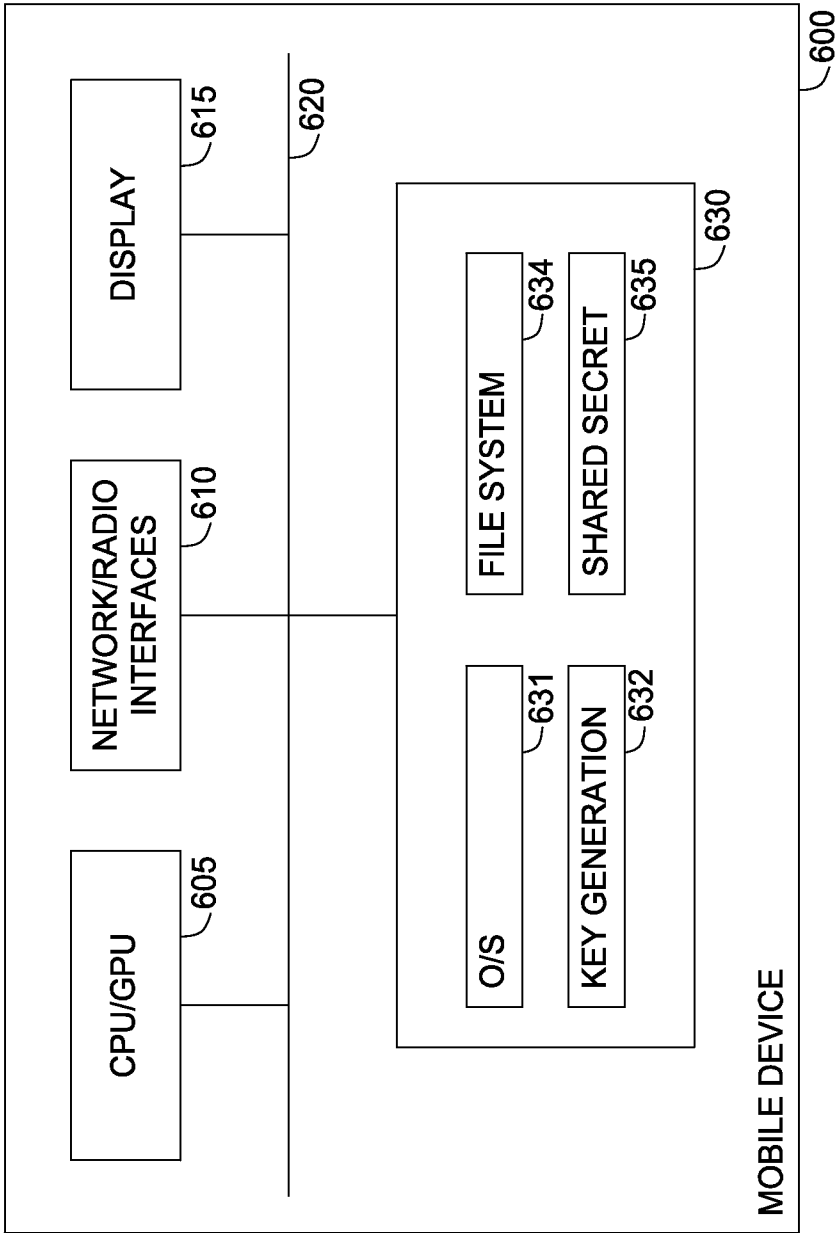 CPU/GPU
605
NETWORK/RADIO
INTERFACES
610
DISPLAY
615
620
O/S
631
FILE SYSTEM
634
KEY GENERATION
632
SHARED SECRET
635
630
MOBILE DEVICE
600